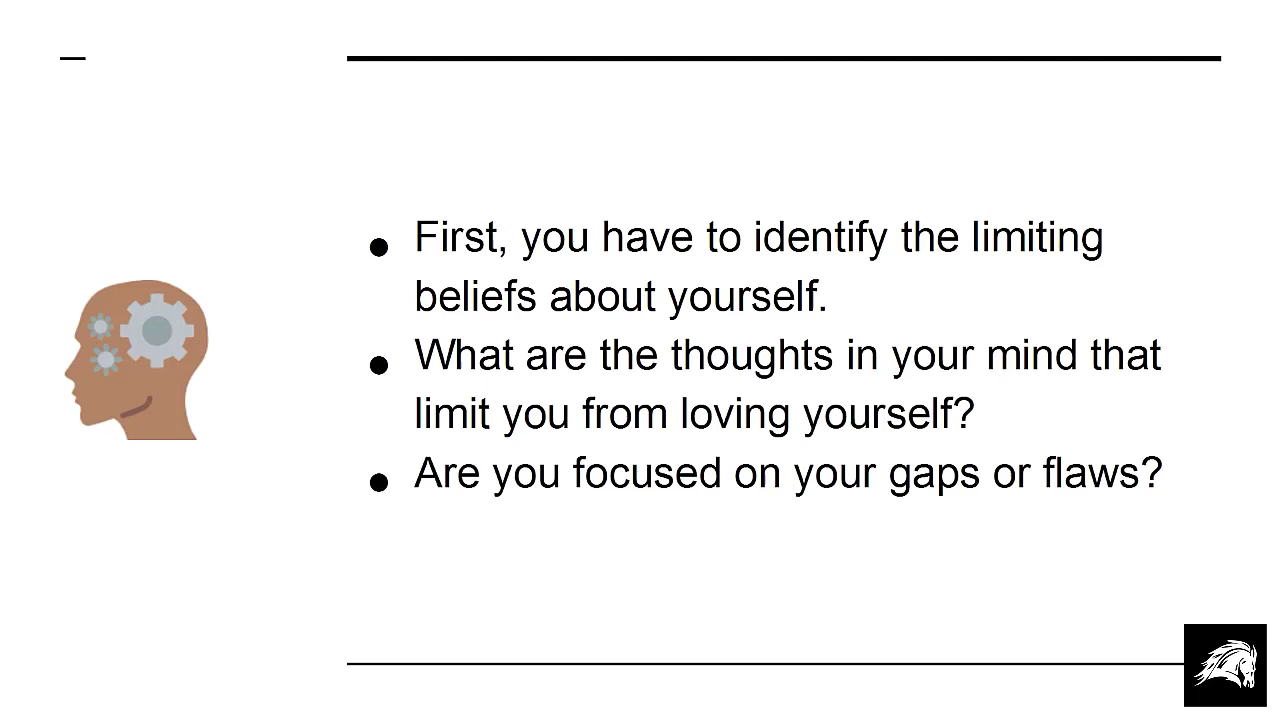 • First, you have to identify the limiting
beliefs about yourself.
• What are the thoughts in your mind that
limit you from loving yourself?
• Are you focused on your gaps or flaws?